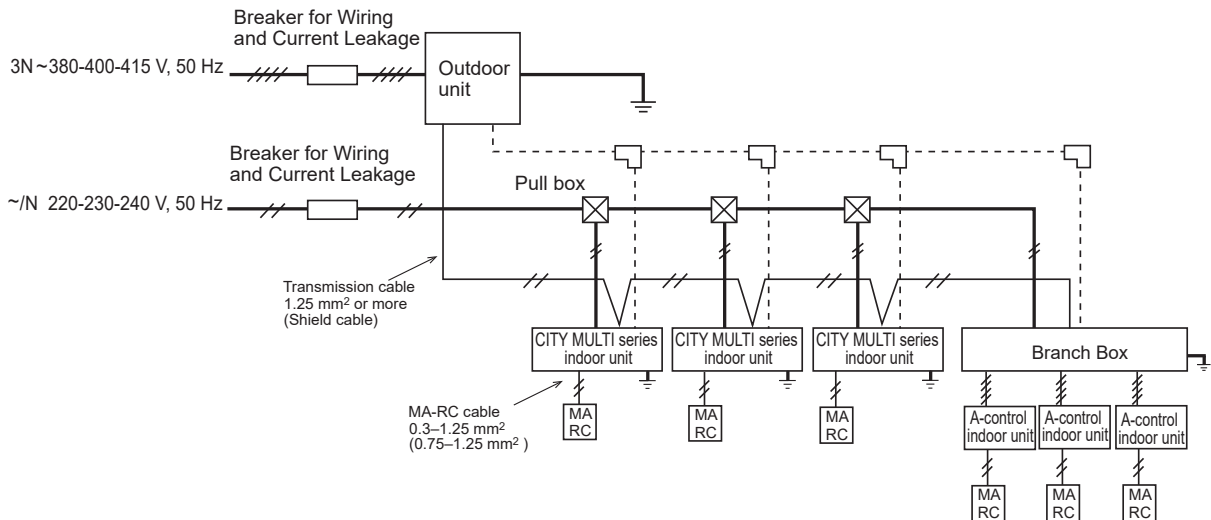 Breaker for Wiring
and Current Leakage
3N ~380-400-415 V, 50 Hz
Outdoor
unit
Breaker for Wiring
and Current Leakage
~/N 220-230-240 V, 50 Hz
Pull box
Transmission cable
1.25 mm² or more
(Shield cable)
CITY MULTI series
indoor unit
CITY MULTI series
indoor unit
CITY MULTI series
indoor unit
Branch Box
MA-RC cable
0.3–1.25 mm²
(0.75–1.25 mm² )
MA
RC
MA
RC
MA
RC
A-control
indoor unit
A-control
indoor unit
A-control
indoor unit
MA
RC
MA
RC
MA
RC